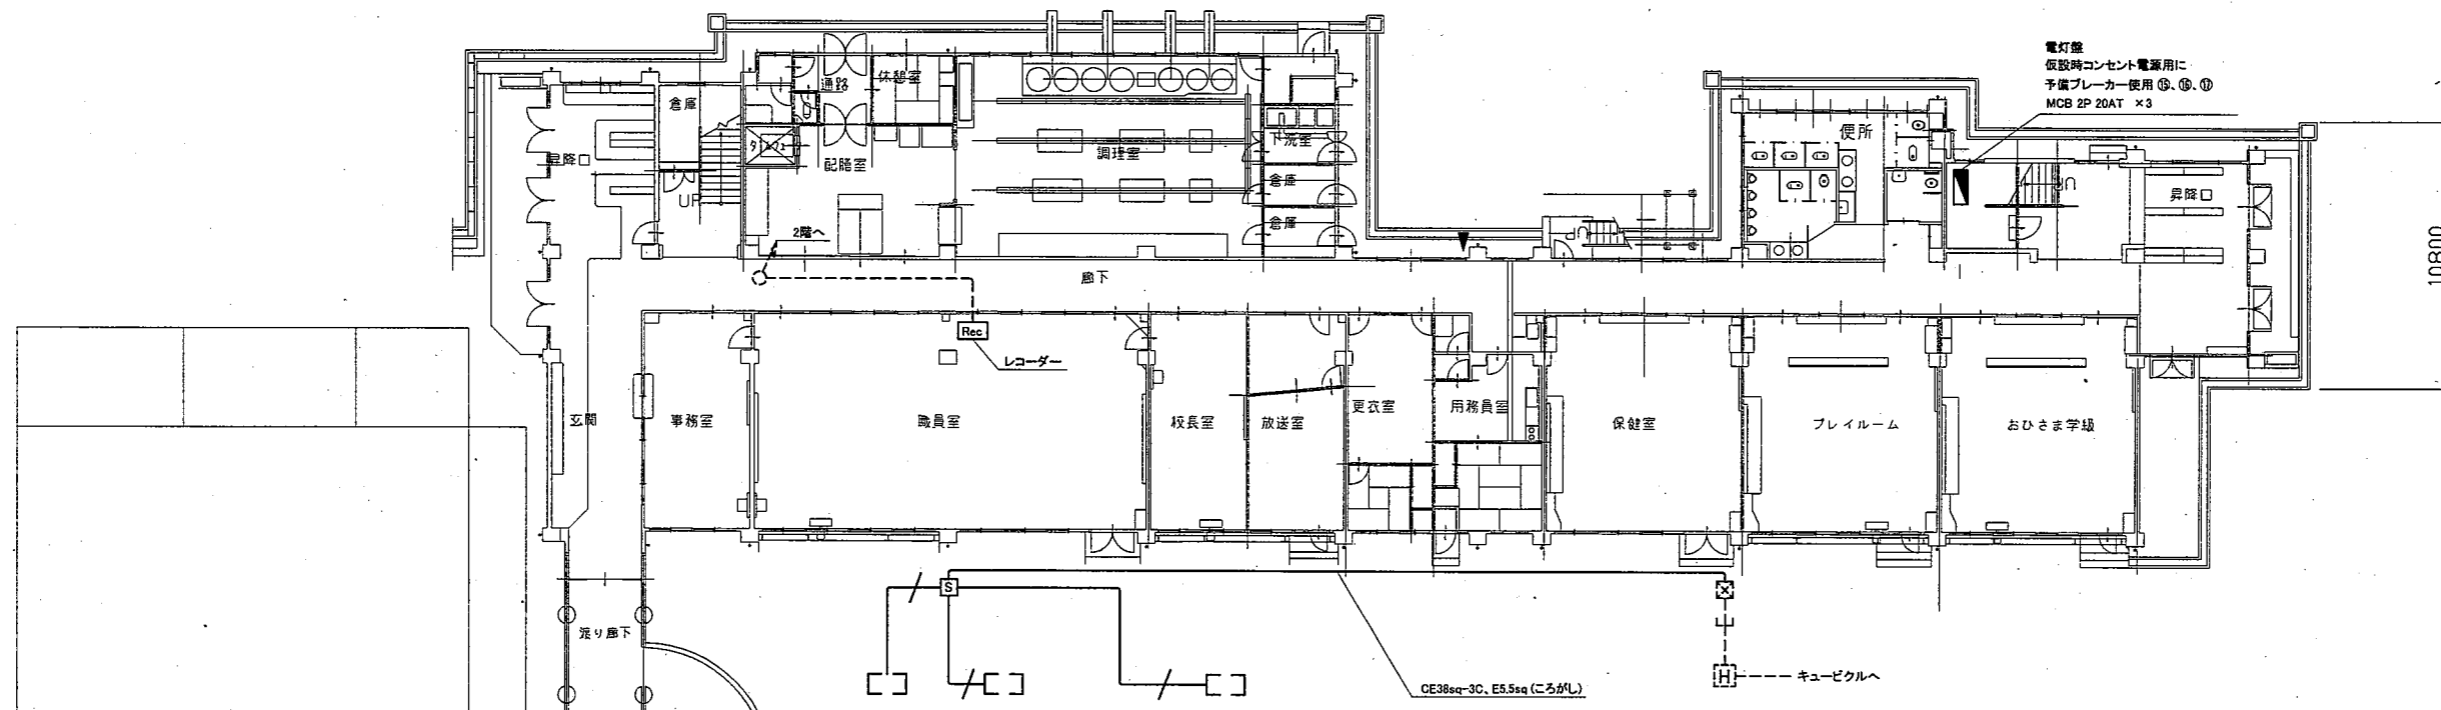 電灯盤
仮設時コンセント電源用に
予備ブレーカー使用 ⑮、⑯、⑰
MCB 2P 20AT ×3
通路
休憩室
倉庫
昇降口
UP
配膳室
調理室
下洗室
倉庫
倉庫
便所
UP
UP
昇降口
10800
2階へ
廊下
Rec
レコーダー
玄関
事務室
職員室
校長室
放送室
更衣室
用務員室
保健室
プレイルーム
おひさま学級
S
渡り廊下
H
キュービクルへ
CE38sq-3C、E5.5sq (ころがし)